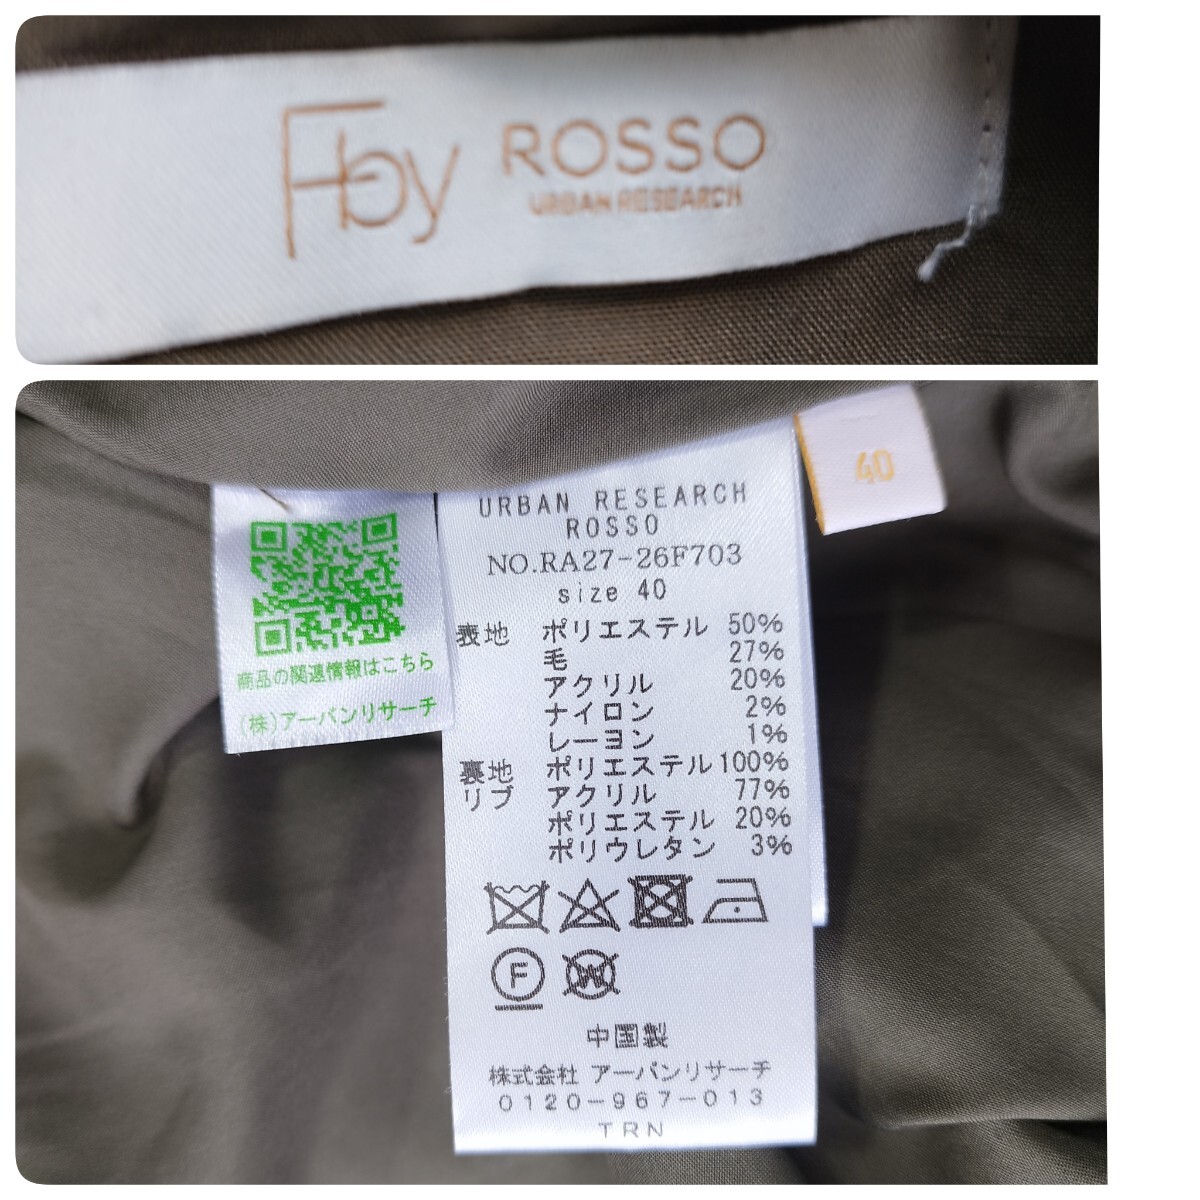 F by ROSSO
URBAN RESEARCH
40
商品の関連情報はこちら
(株)アーバンリサーチ
URBAN RESEARCH
ROSSO
NO.RA27-26F703
size 40
表地 ポリエステル 50%
毛 27%
アクリル 20%
ナイロン 2%
レーヨン 1%
裏地 ポリエステル 100%
リブ アクリル 77%
ポリエステル 20%
ポリウレタン 3%
F
W
中国製
株式会社 アーバンリサーチ
0120-967-013
TRN